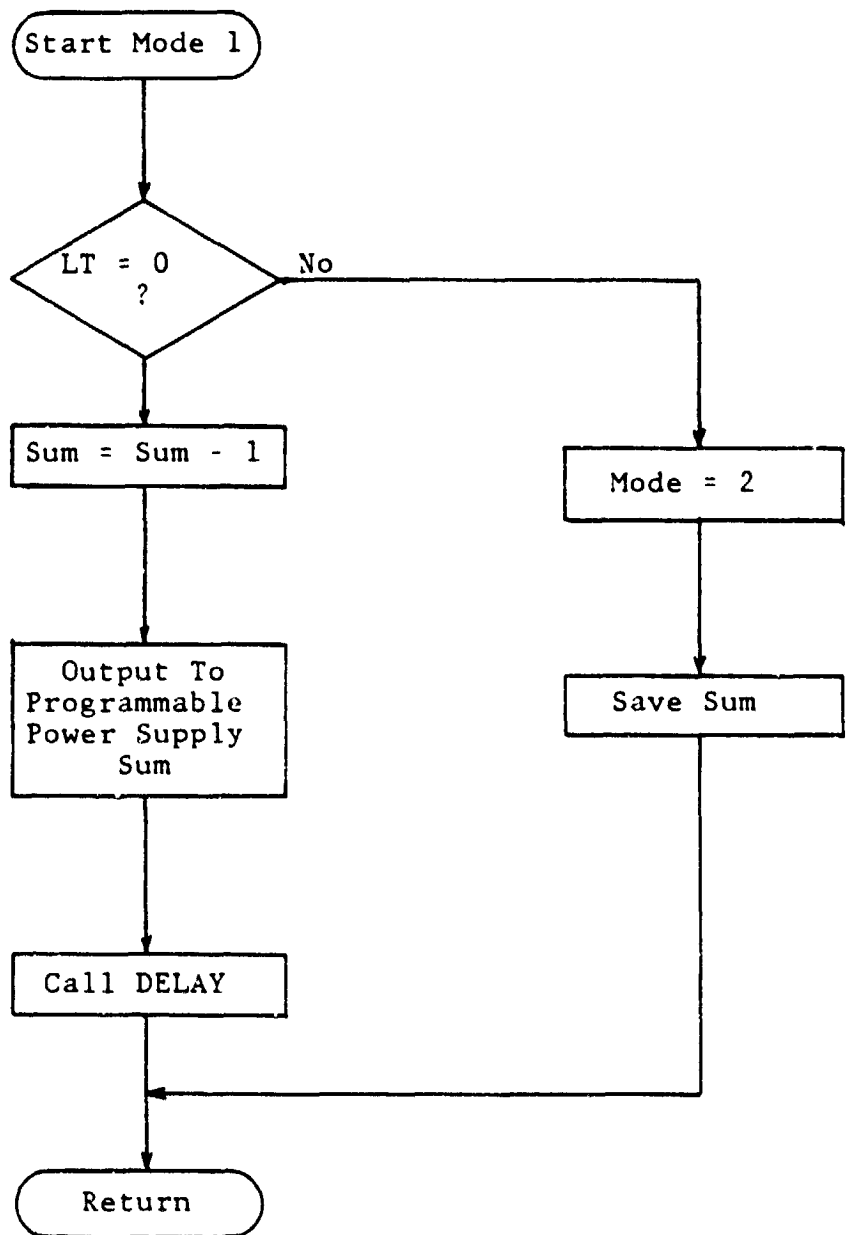 Start Mode 1
LT = 0
?
No
Sum = Sum - 1
Mode = 2
Output To
Programmable
Power Supply
Sum
Save Sum
Call DELAY
Return